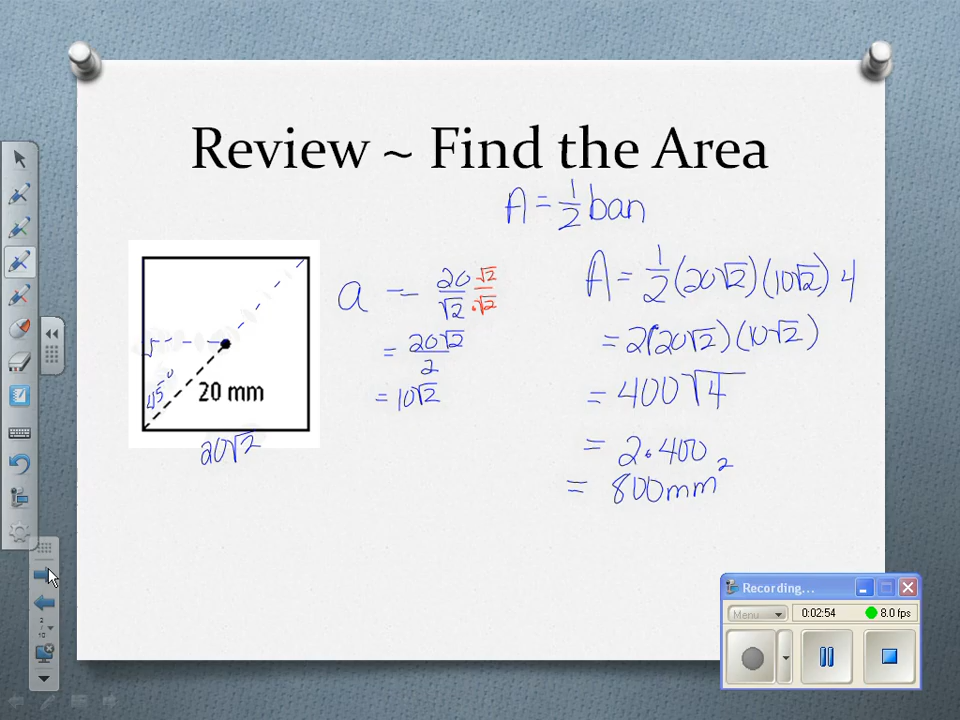 Review ~ Find the Area
A = 1/2 ban
a = 20/√2 · √2/√2
= 20√2/2
= 10√2
A = 1/2 (20√2)(10√2) 4
= 2(20√2)(10√2)
= 400√4
= 2·400
= 800mm²
45°
20 mm
20√2
Recording...
Menu
0:02:54
8.0 fps